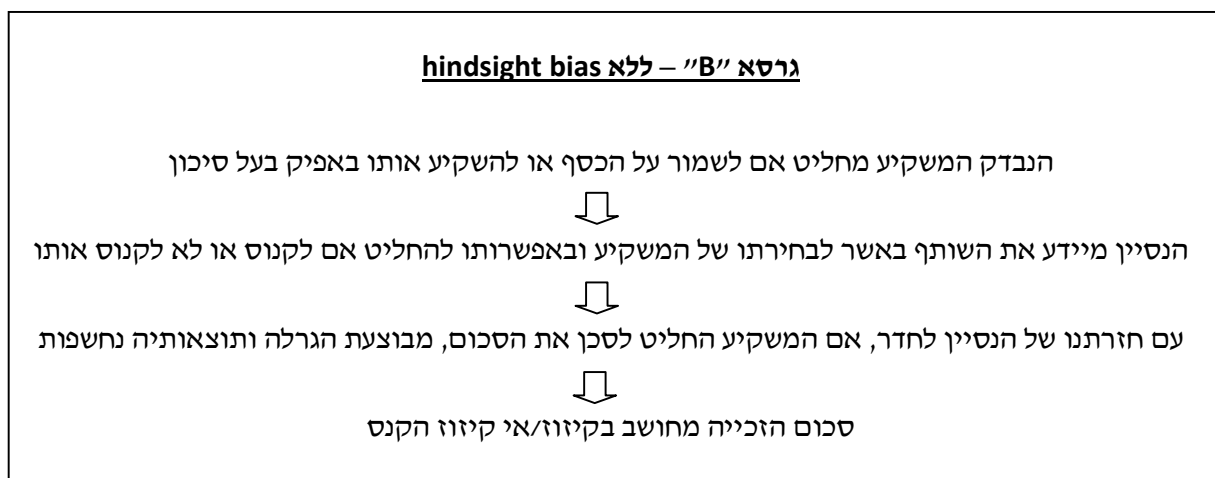 גרסא "B" – ללא hindsight bias
הנבדק המשקיע מחליט אם לשמור על הכסף או להשקיע אותו באפיק בעל סיכון
הנסיין מיידע את השותף באשר לבחירתו של המשקיע ובאפשרותו להחליט אם לקנוס או לא לקנוס אותו
עם חזרתנו של הנסיין לחדר, אם המשקיע החליט לסכן את הסכום, מבוצעת הגרלה ותוצאותיה נחשפות
סכום הזכייה מחושב בקיזוז/אי קיזוז הקנס